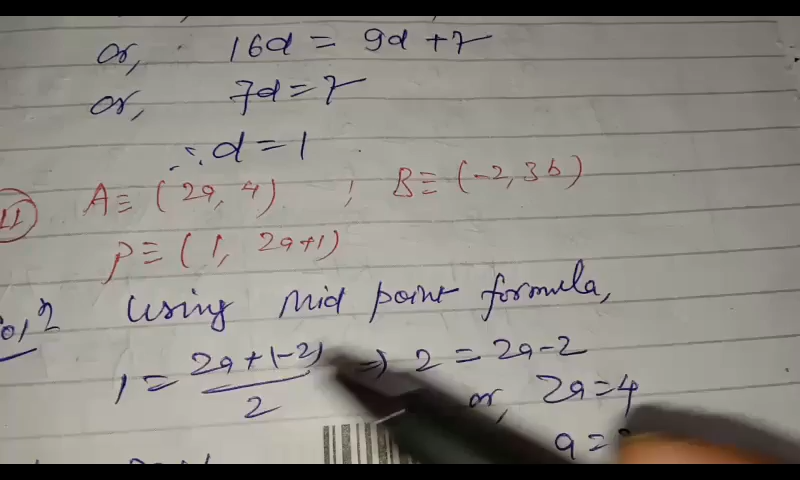 or, 16d = 9d + 7
or, 7d = 7
∴ d = 1
11 A ≡ (2a, 4) ; B ≡ (-2, 3b)
P ≡ (1, 2a+1)
Using Mid point formula,
1 = 2a + (-2) / 2 ⇒ 2 = 2a - 2
or, 2a = 4
a =